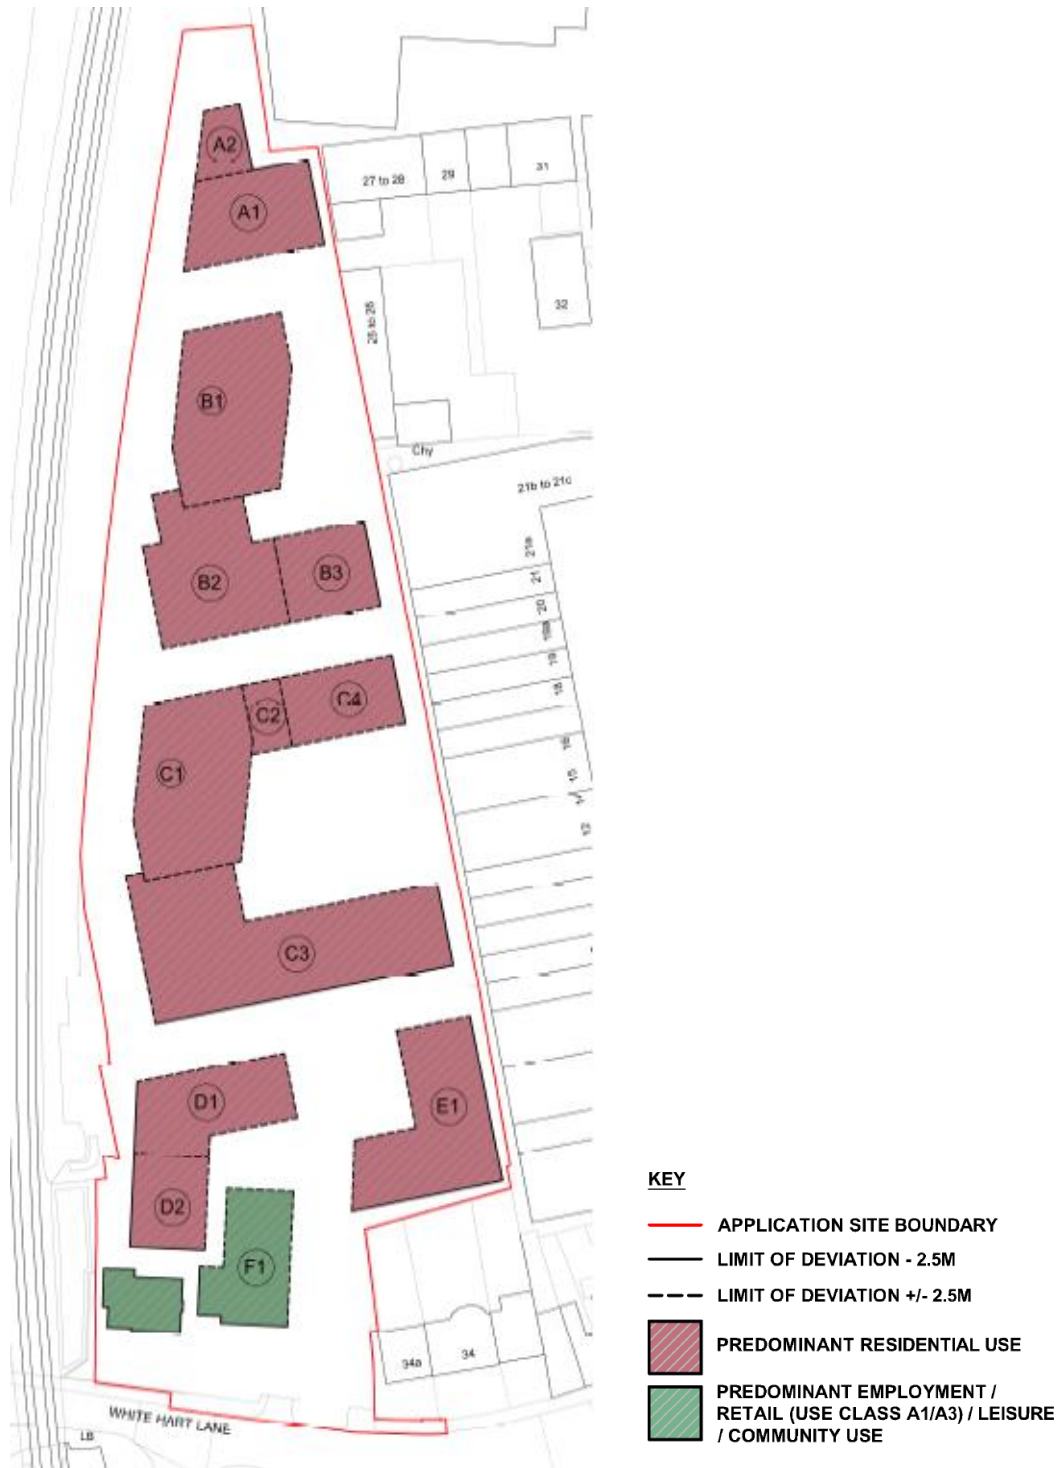 A2
A1
27 to 28
29
31
32
25 to 26
B1
Chy
21b to 21c
21a
21
B2
B3
20
19a
19
18
C2
C4
C1
16
15
12
C3
D1
E1
D2
F1
34a
34
WHITE HART LANE
LB
KEY
APPLICATION SITE BOUNDARY
LIMIT OF DEVIATION - 2.5M
LIMIT OF DEVIATION +/- 2.5M
PREDOMINANT RESIDENTIAL USE
PREDOMINANT EMPLOYMENT /
RETAIL (USE CLASS A1/A3) / LEISURE
/ COMMUNITY USE